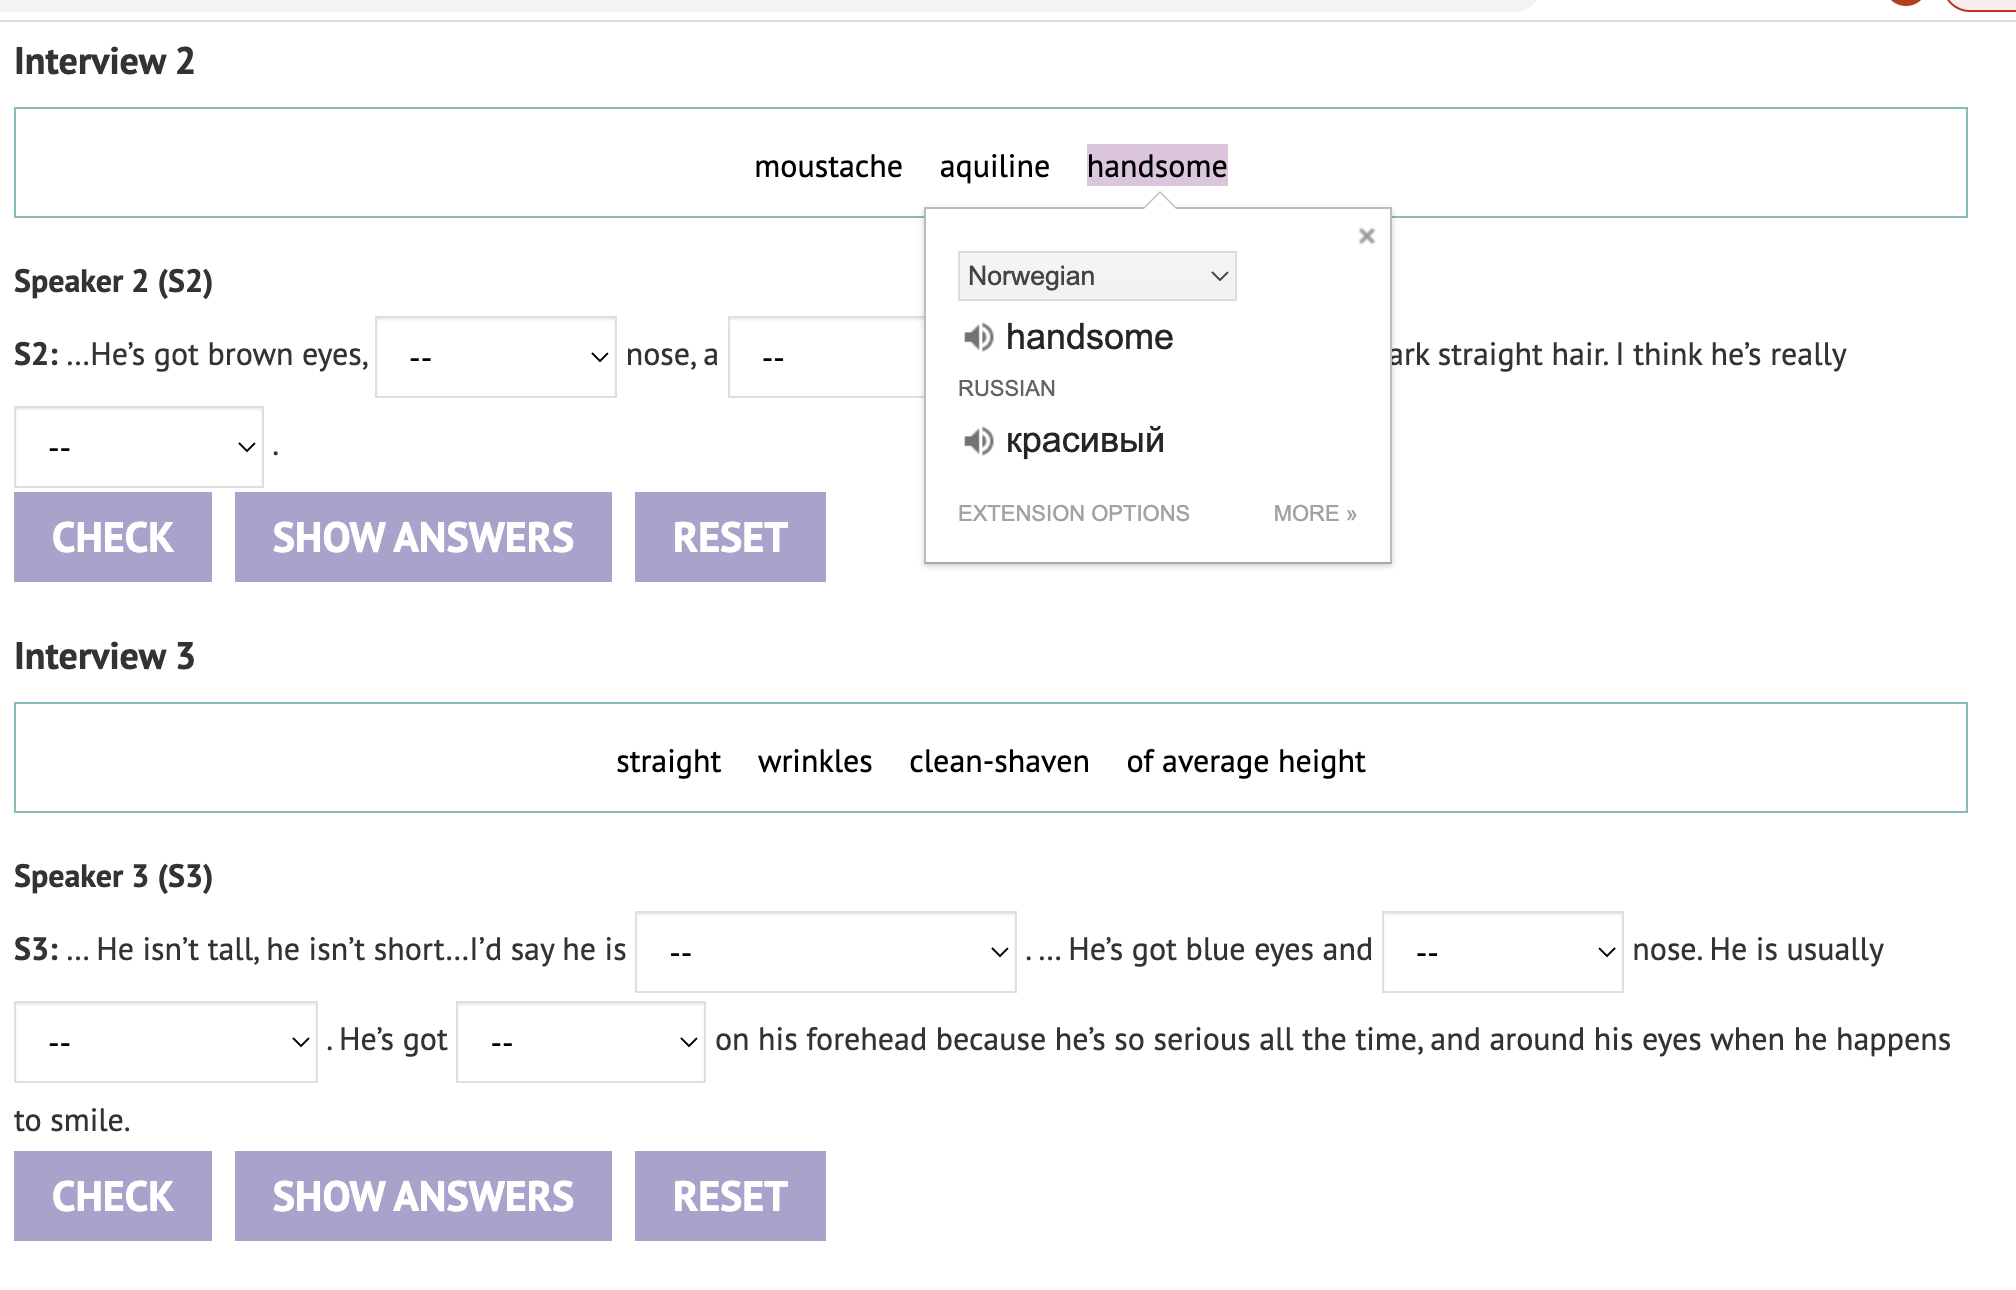 Interview 2
moustache aquiline handsome
Norwegian
handsome
RUSSIAN
красивый
EXTENSION OPTIONS MORE »
Speaker 2 (S2)
S2: ...He’s got brown eyes, -- nose, a -- ark straight hair. I think he’s really
-- .
CHECK SHOW ANSWERS RESET
Interview 3
straight wrinkles clean-shaven of average height
Speaker 3 (S3)
S3: ... He isn’t tall, he isn’t short...I’d say he is -- . ... He’s got blue eyes and -- nose. He is usually
-- . He’s got -- on his forehead because he’s so serious all the time, and around his eyes when he happens
to smile.
CHECK SHOW ANSWERS RESET